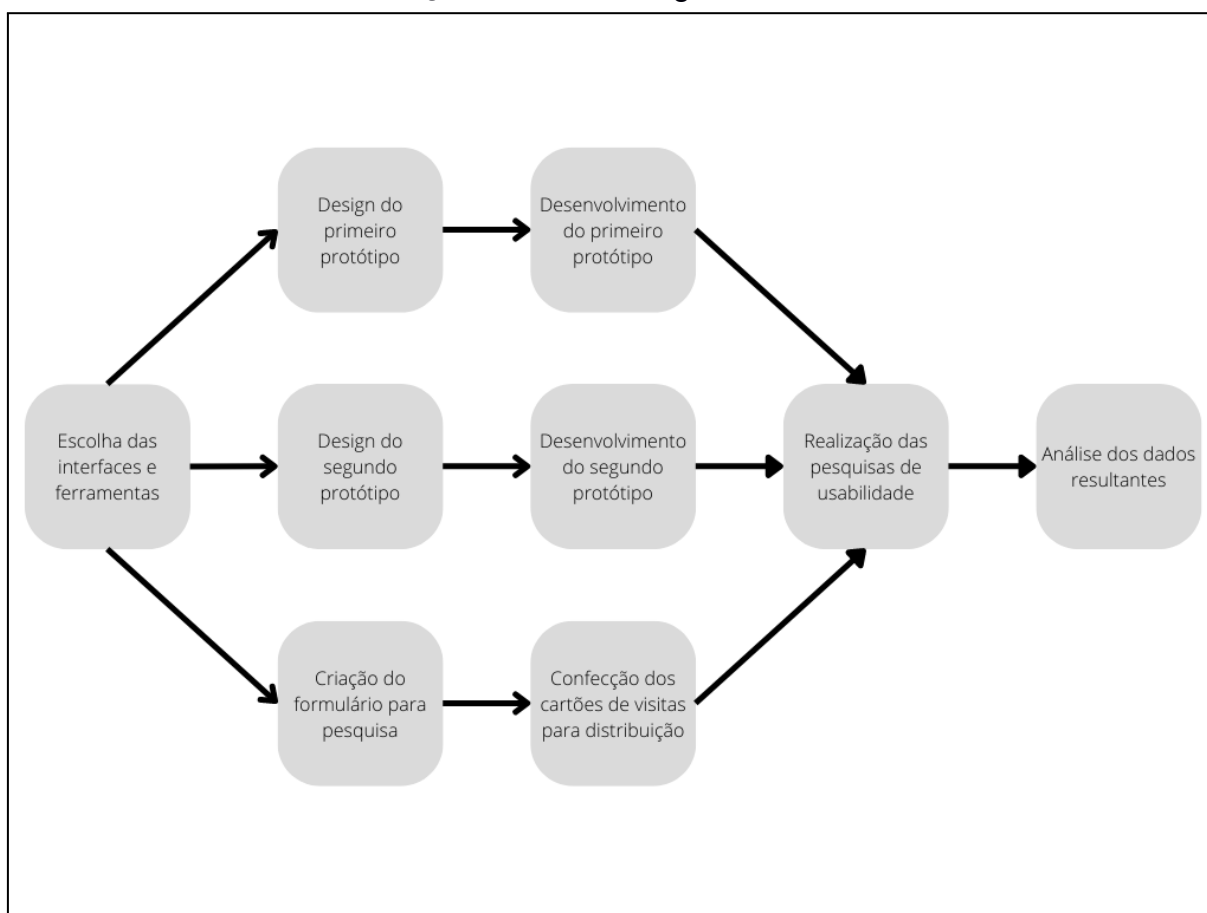 Design do
primeiro
protótipo
Desenvolvimento
do primeiro
protótipo
Escolha das
interfaces e
ferramentas
Design do
segundo
protótipo
Desenvolvimento
do segundo
protótipo
Realização das
pesquisas de
usabilidade
Análise dos dados
resultantes
Criação do
formulário para
pesquisa
Confecção dos
cartões de visitas
para distribuição